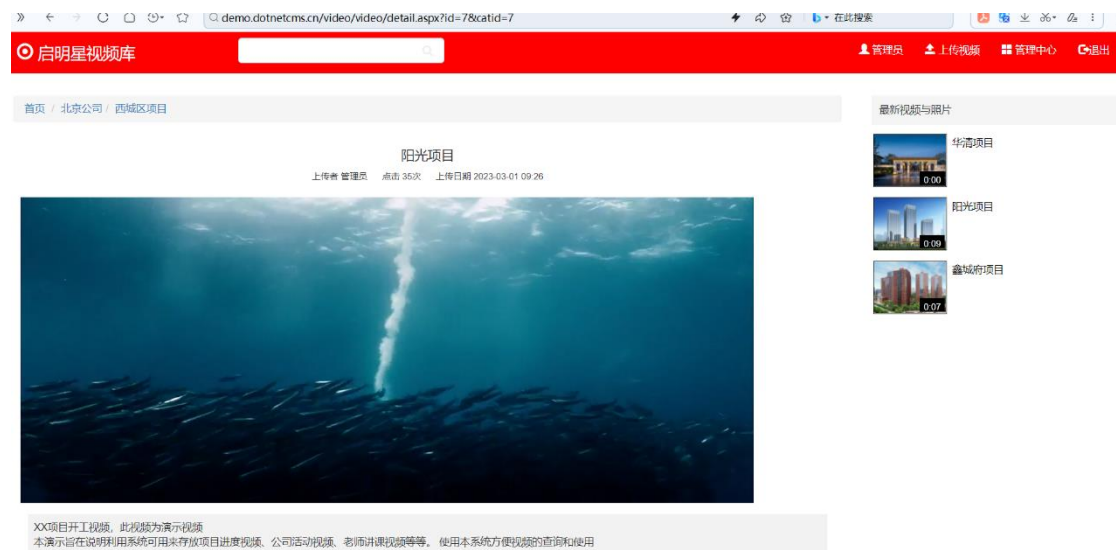 demo.dotnetcms.cn/video/video/detail.aspx?id=7&catid=7
在此搜索
启明星视频库
管理员 上传视频 管理中心 退出
首页 / 北京公司 / 西城区项目
最新视频与照片
阳光项目
上传者 管理员 点击 35次 上传日期 2023-03-01 09:26
华清项目
0:00
阳光项目
0:09
鑫城府项目
0:07
XX项目开工视频，此视频为演示视频
本演示旨在说明利用系统可用来存放项目进度视频、公司活动视频、老师讲课视频等等。 使用本系统方便视频的查询和使用